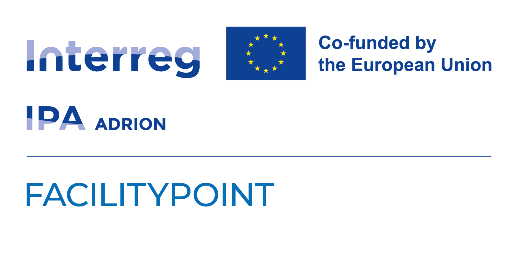 Interreg
Co-funded by
the European Union
IPA ADRION
FACILITYPOINT